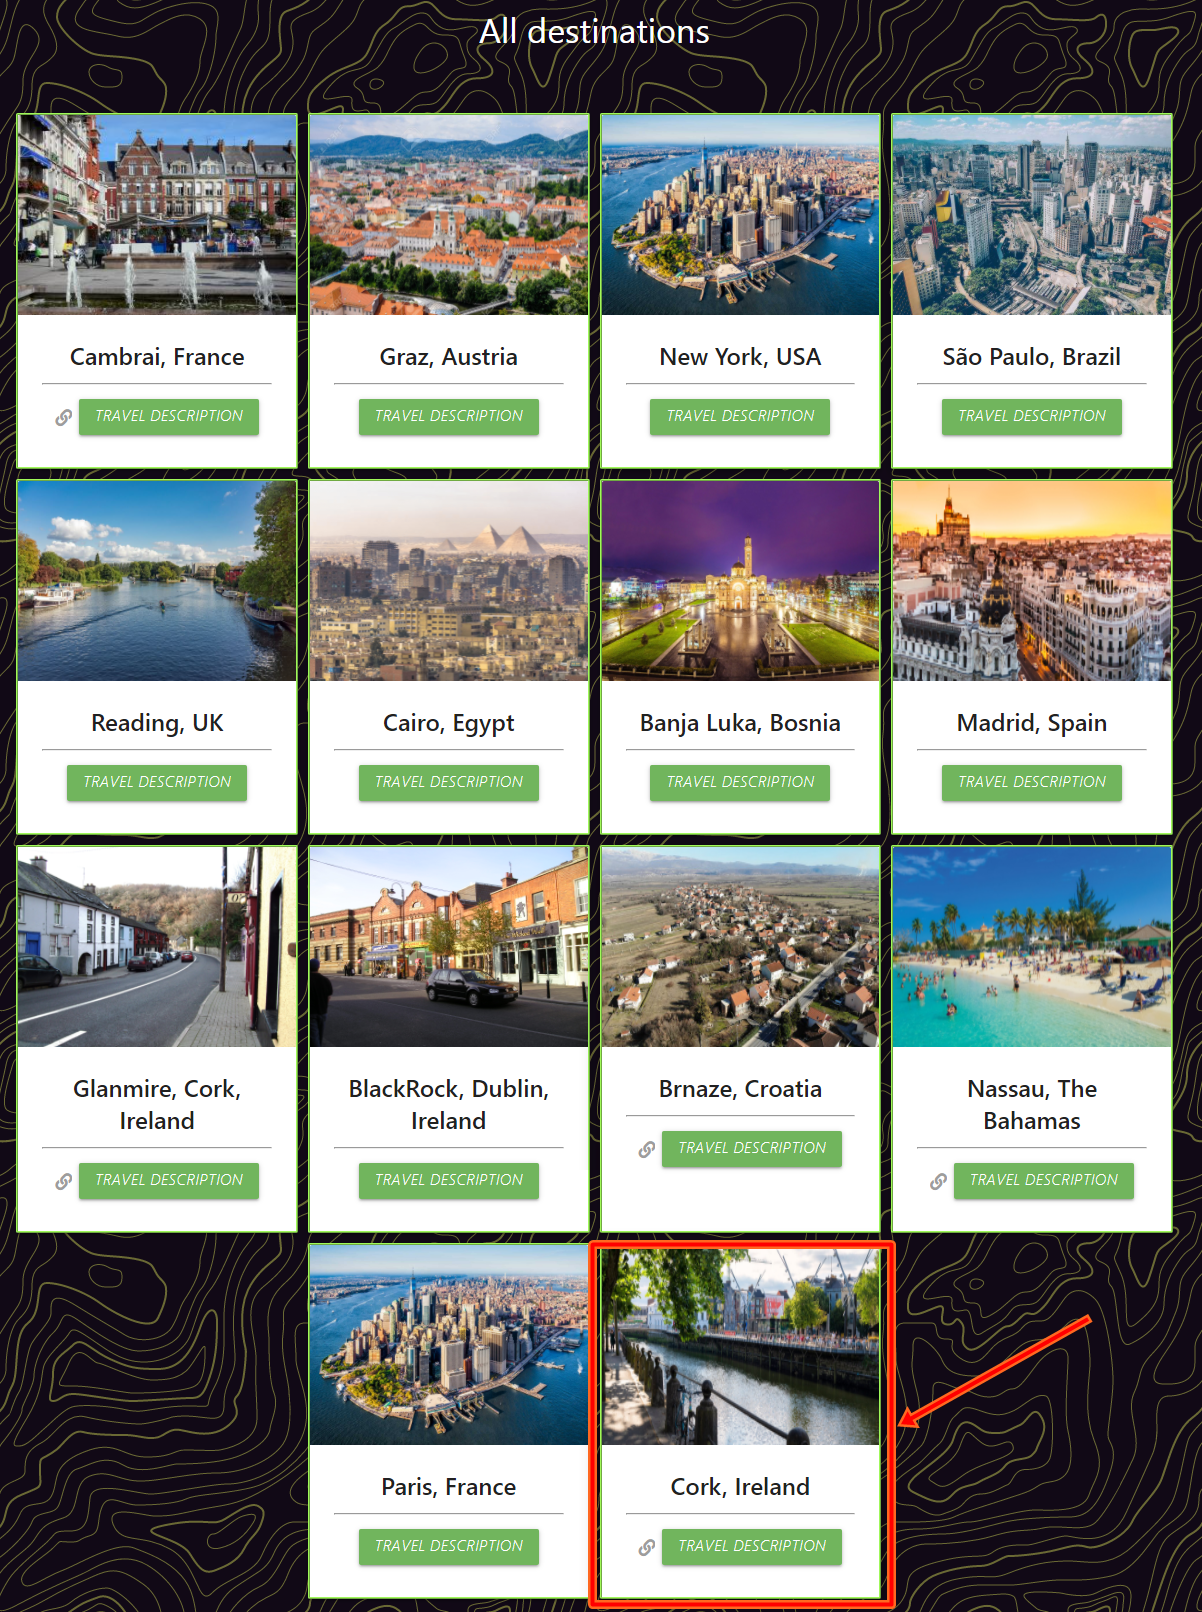 All destinations
Cambrai, France
TRAVEL DESCRIPTION
Graz, Austria
TRAVEL DESCRIPTION
New York, USA
TRAVEL DESCRIPTION
São Paulo, Brazil
TRAVEL DESCRIPTION
Reading, UK
TRAVEL DESCRIPTION
Cairo, Egypt
TRAVEL DESCRIPTION
Banja Luka, Bosnia
TRAVEL DESCRIPTION
Madrid, Spain
TRAVEL DESCRIPTION
Glanmire, Cork,
Ireland
TRAVEL DESCRIPTION
BlackRock, Dublin,
Ireland
TRAVEL DESCRIPTION
Brnaze, Croatia
TRAVEL DESCRIPTION
Nassau, The
Bahamas
TRAVEL DESCRIPTION
Paris, France
TRAVEL DESCRIPTION
Cork, Ireland
TRAVEL DESCRIPTION